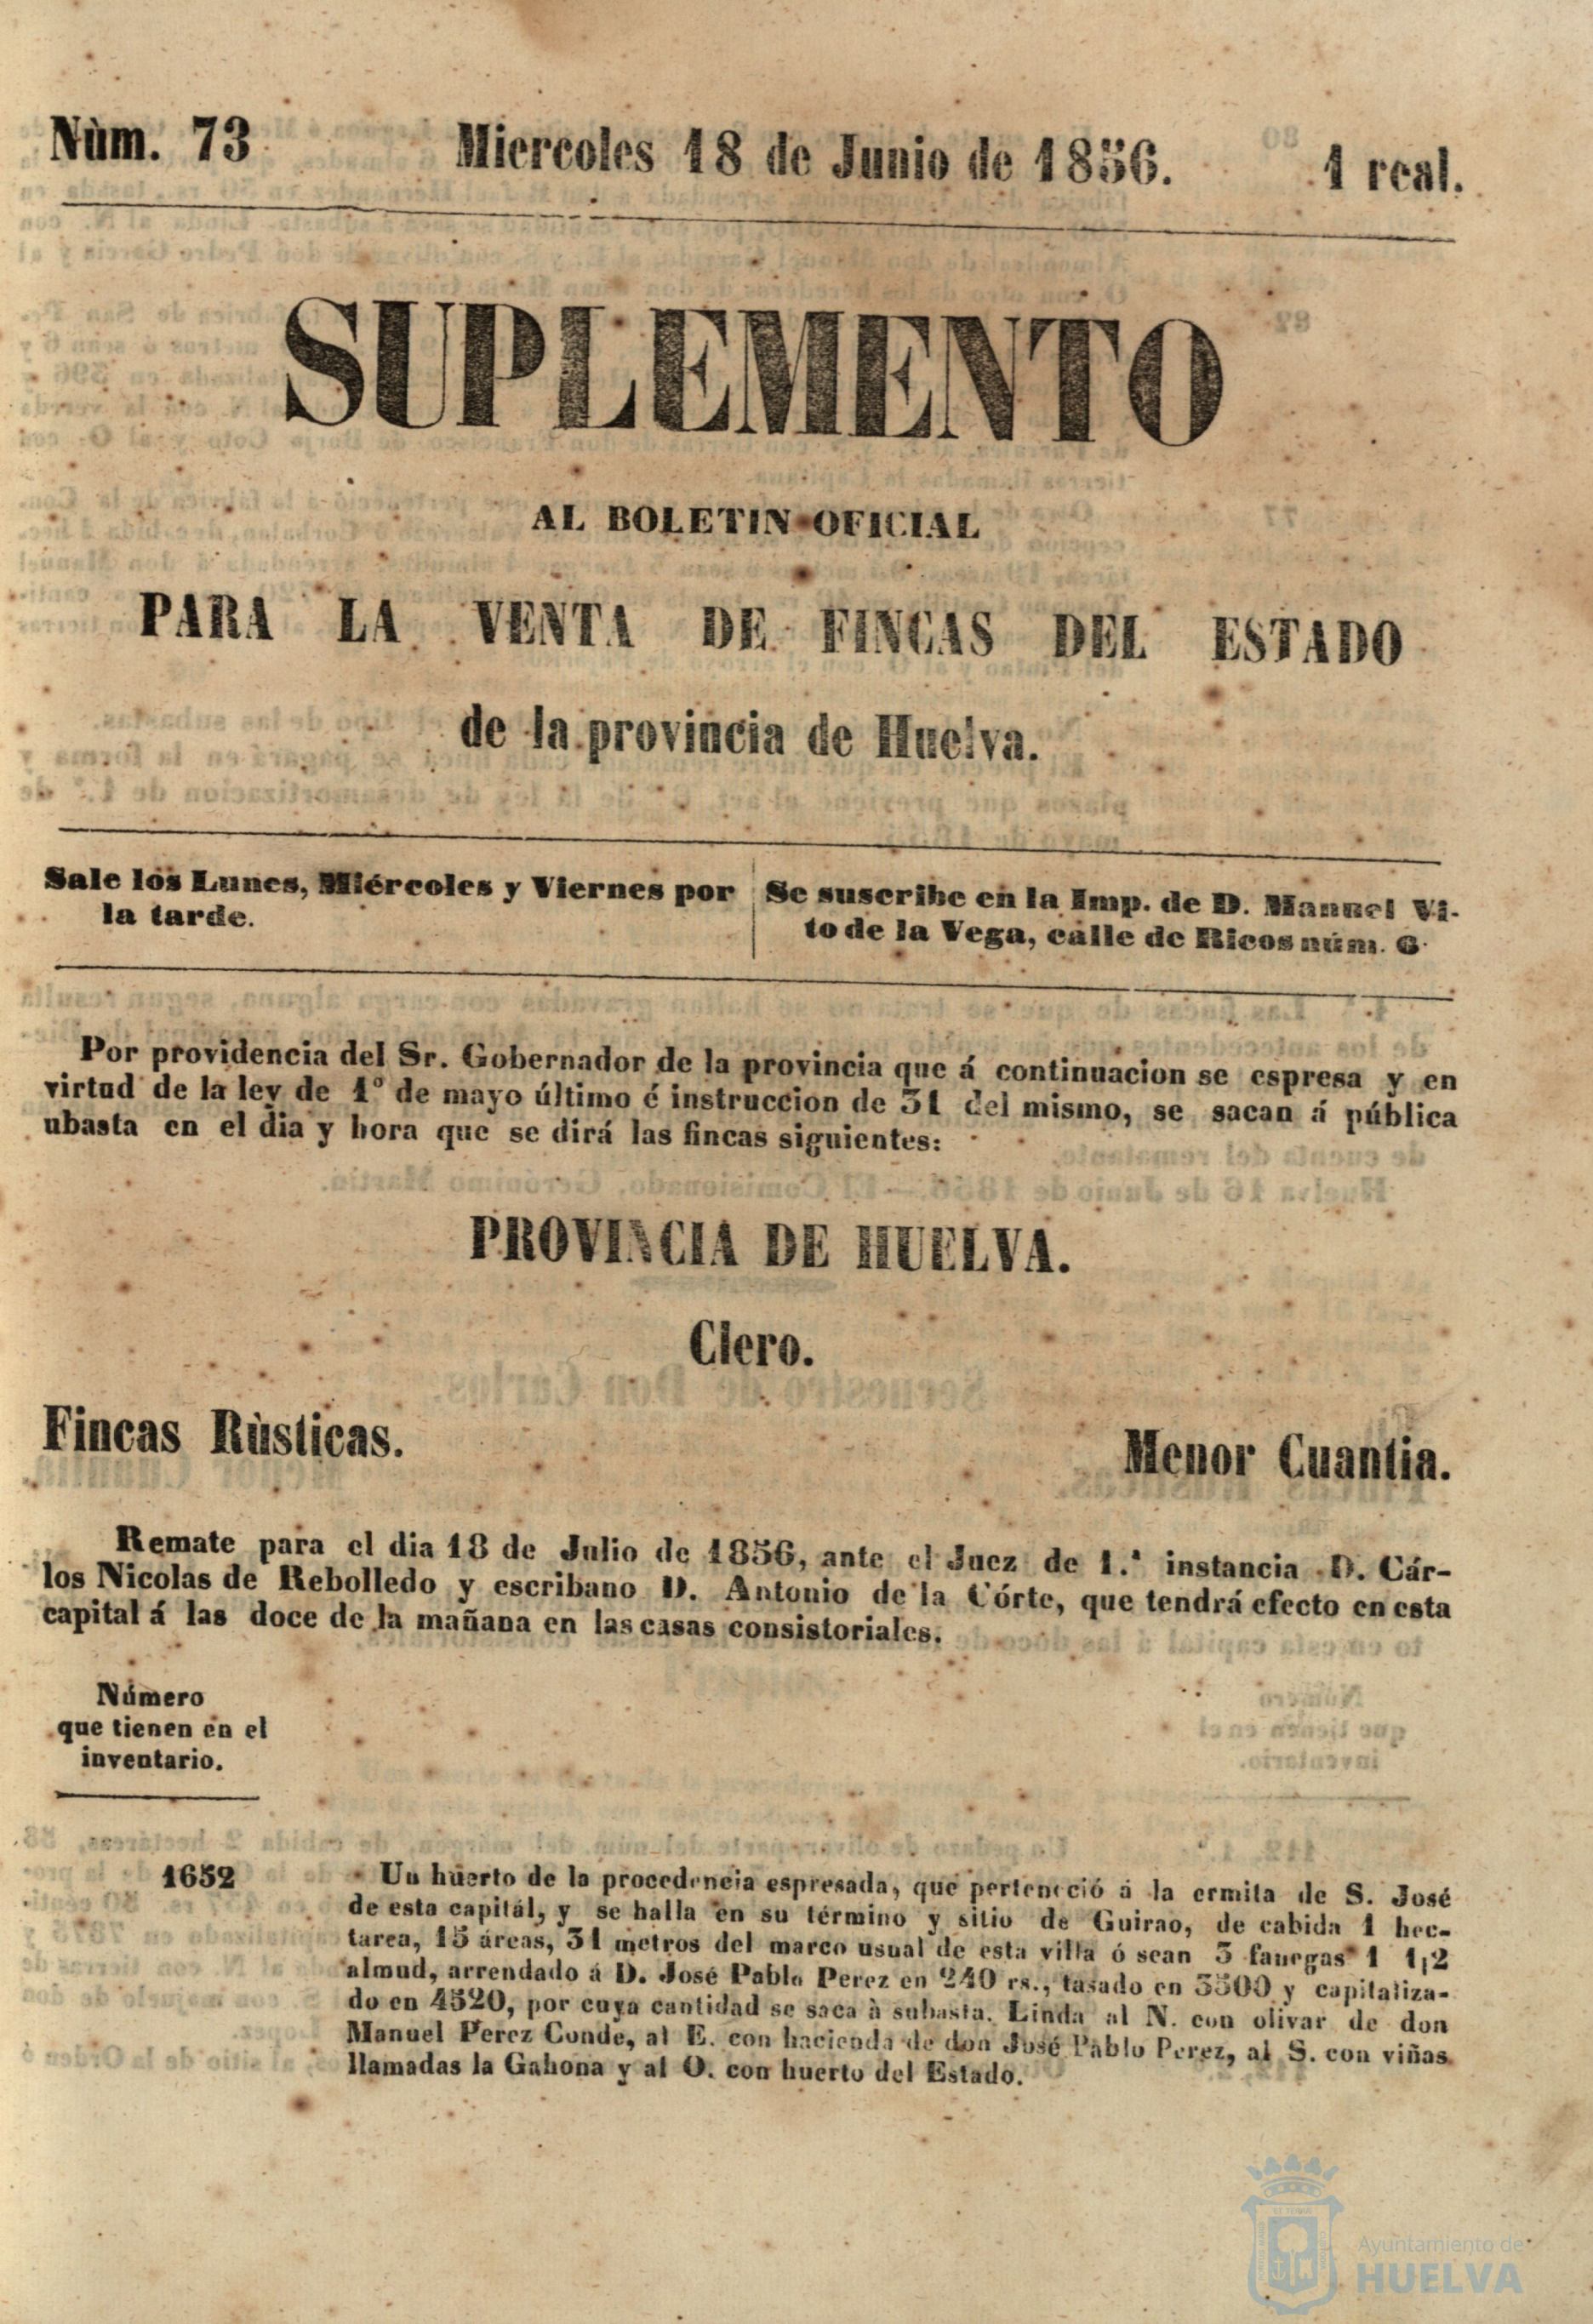 Nùm. 73 Miercoles 18 de Junio de 1856. 1 real.
SUPLEMENTO
AL BOLETIN OFICIAL
PARA LA VENTA DE FINCAS DEL ESTADO
de la provincia de Huelva.
Sale los Lunes, Miércoles y Viernes por
la tarde.
Se suscribe en la Imp. de D. Manuel Vi-
to de la Vega, calle de Ricos núm. 6
Por providencia del Sr. Gobernador de la provincia que á continuacion se espresa y en
virtud de la ley de 1º de mayo último é instruccion de 31 del mismo, se sacan á pública
ubasta en el dia y hora que se dirá las fincas siguientes:
PROVINCIA DE HUELVA.
Clero.
Fincas Rùsticas. Menor Cuantia.
Remate para el dia 18 de Julio de 1856, ante el Juez de 1.ª instancia D. Cár-
los Nicolas de Rebolledo y escribano D. Antonio de la Córte, que tendrá efecto en esta
capital á las doce de la mañana en las casas consistoriales.
Número
que tienen en el
inventario.
1652 Un huerto de la procedencia espresada, que perteneció á la ermita de S. José
de esta capitál, y se halla en su término y sitio de Guirao, de cabida 1 hec-
tarea, 15 áreas, 31 metros del marco usual de esta villa ó sean 3 fanegas 1 1,2
almud, arrendado á D. José Pablo Perez en 240 rs., tasado en 3500 y capitaliza-
do en 4320, por cuya cantidad se saca à subasta. Linda al N. con olivar de don
Manuel Perez Conde, al E. con hacienda de don José Pablo Perez, al S. con viñas
llamadas la Gahona y al O. con huerto del Estado.
Ayuntamiento de
HUELVA